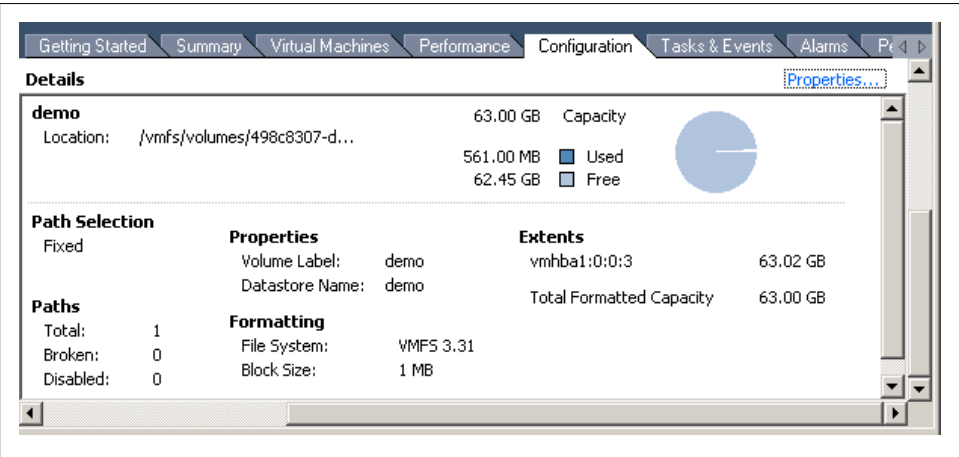 Getting Started Summary Virtual Machines Performance Configuration Tasks & Events Alarms
Details Properties...
demo 63.00 GB Capacity
Location: /vmfs/volumes/498c8307-d...
561.00 MB Used
62.45 GB Free
Path Selection
Fixed
Properties
Volume Label: demo
Datastore Name: demo
Extents
vmhba1:0:0:3 63.02 GB
Total Formatted Capacity 63.00 GB
Paths
Total: 1
Broken: 0
Disabled: 0
Formatting
File System: VMFS 3.31
Block Size: 1 MB